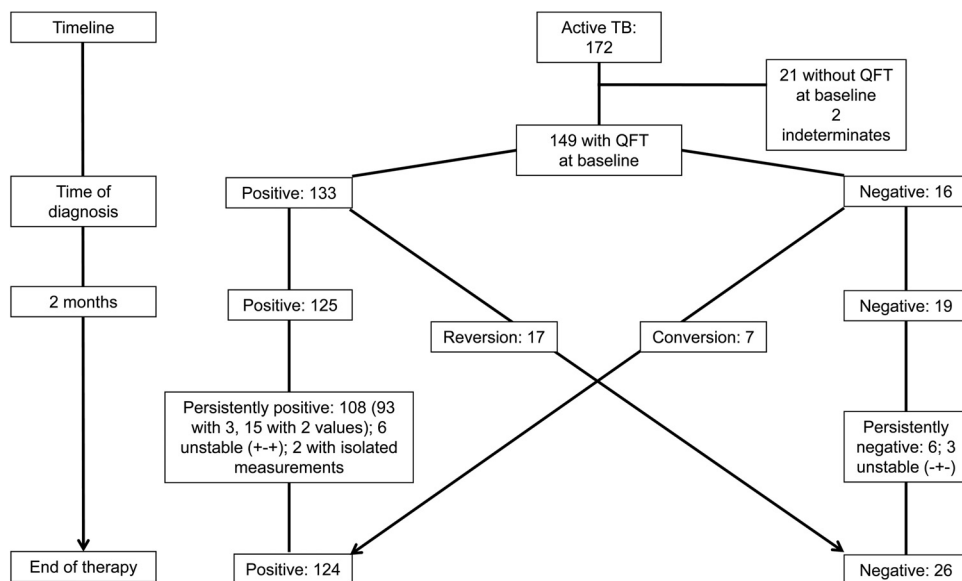 Timeline
Active TB:
172
21 without QFT
at baseline
2
indeterminates
149 with QFT
at baseline
Time of
diagnosis
Positive: 133
Negative: 16
2 months
Positive: 125
Negative: 19
Reversion: 17
Conversion: 7
Persistently positive: 108 (93
with 3, 15 with 2 values); 6
unstable (+-+); 2 with isolated
measurements
Persistently
negative: 6; 3
unstable (-+-)
End of therapy
Positive: 124
Negative: 26